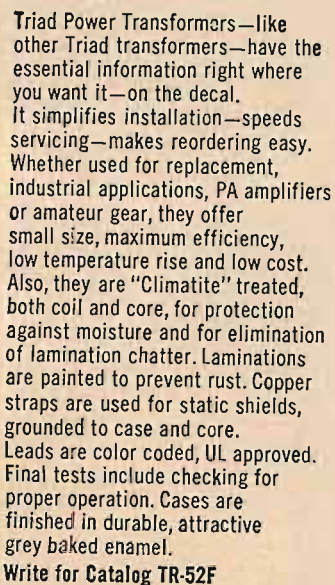 Triad Power Transformers—like
other Triad transformers—have the
essential information right where
you want it—on the decal.
It simplifies installation—speeds
servicing—makes reordering easy.
Whether used for replacement,
industrial applications, PA amplifiers
or amateur gear, they offer
small size, maximum efficiency,
low temperature rise and low cost.
Also, they are "Climatite" treated,
both coil and core, for protection
against moisture and for elimination
of lamination chatter. Laminations
are painted to prevent rust. Copper
straps are used for static shields,
grounded to case and core.
Leads are color coded, UL approved.
Final tests include checking for
proper operation. Cases are
finished in durable, attractive
grey baked enamel.
Write for Catalog TR-52F